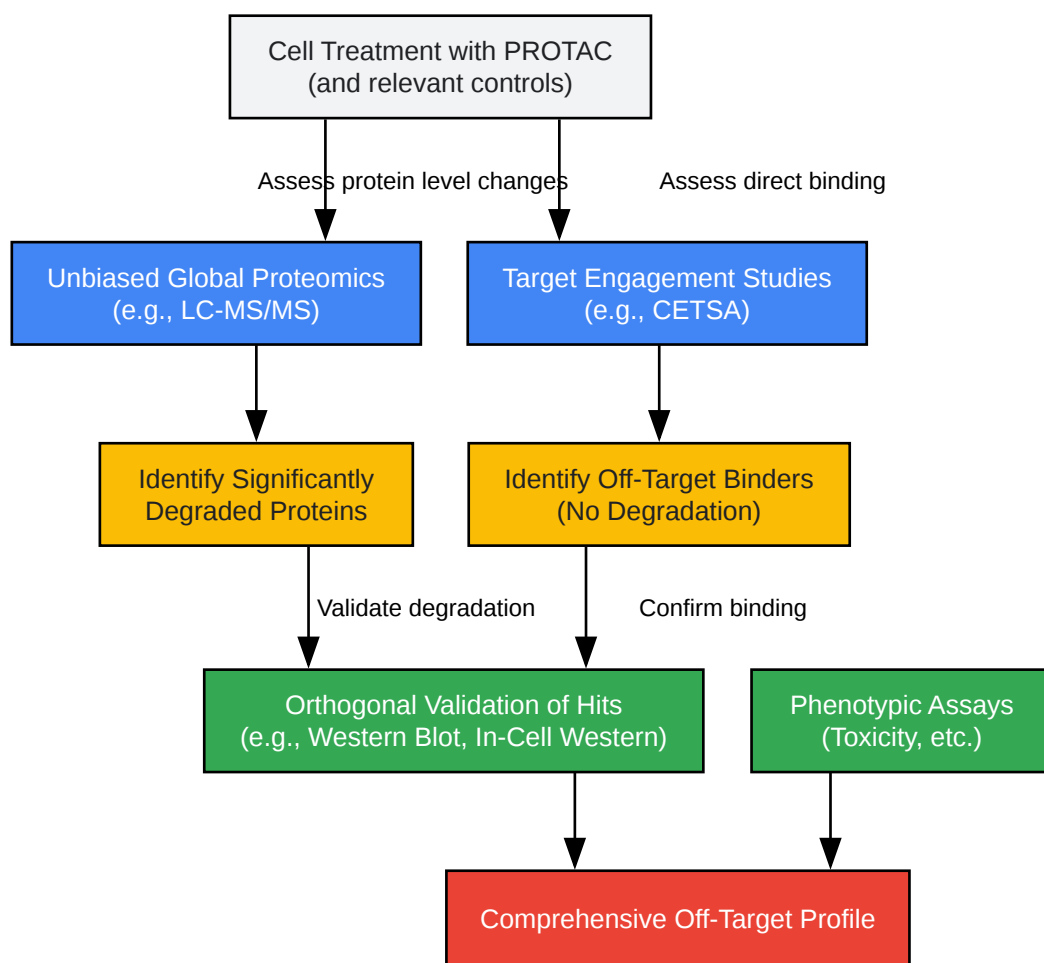 Cell Treatment with PROTAC
(and relevant controls)
Assess protein level changes
Assess direct binding
Unbiased Global Proteomics
(e.g., LC-MS/MS)
Target Engagement Studies
(e.g., CETSA)
Identify Significantly
Degraded Proteins
Identify Off-Target Binders
(No Degradation)
Validate degradation
Confirm binding
Orthogonal Validation of Hits
(e.g., Western Blot, In-Cell Western)
Phenotypic Assays
(Toxicity, etc.)
Comprehensive Off-Target Profile